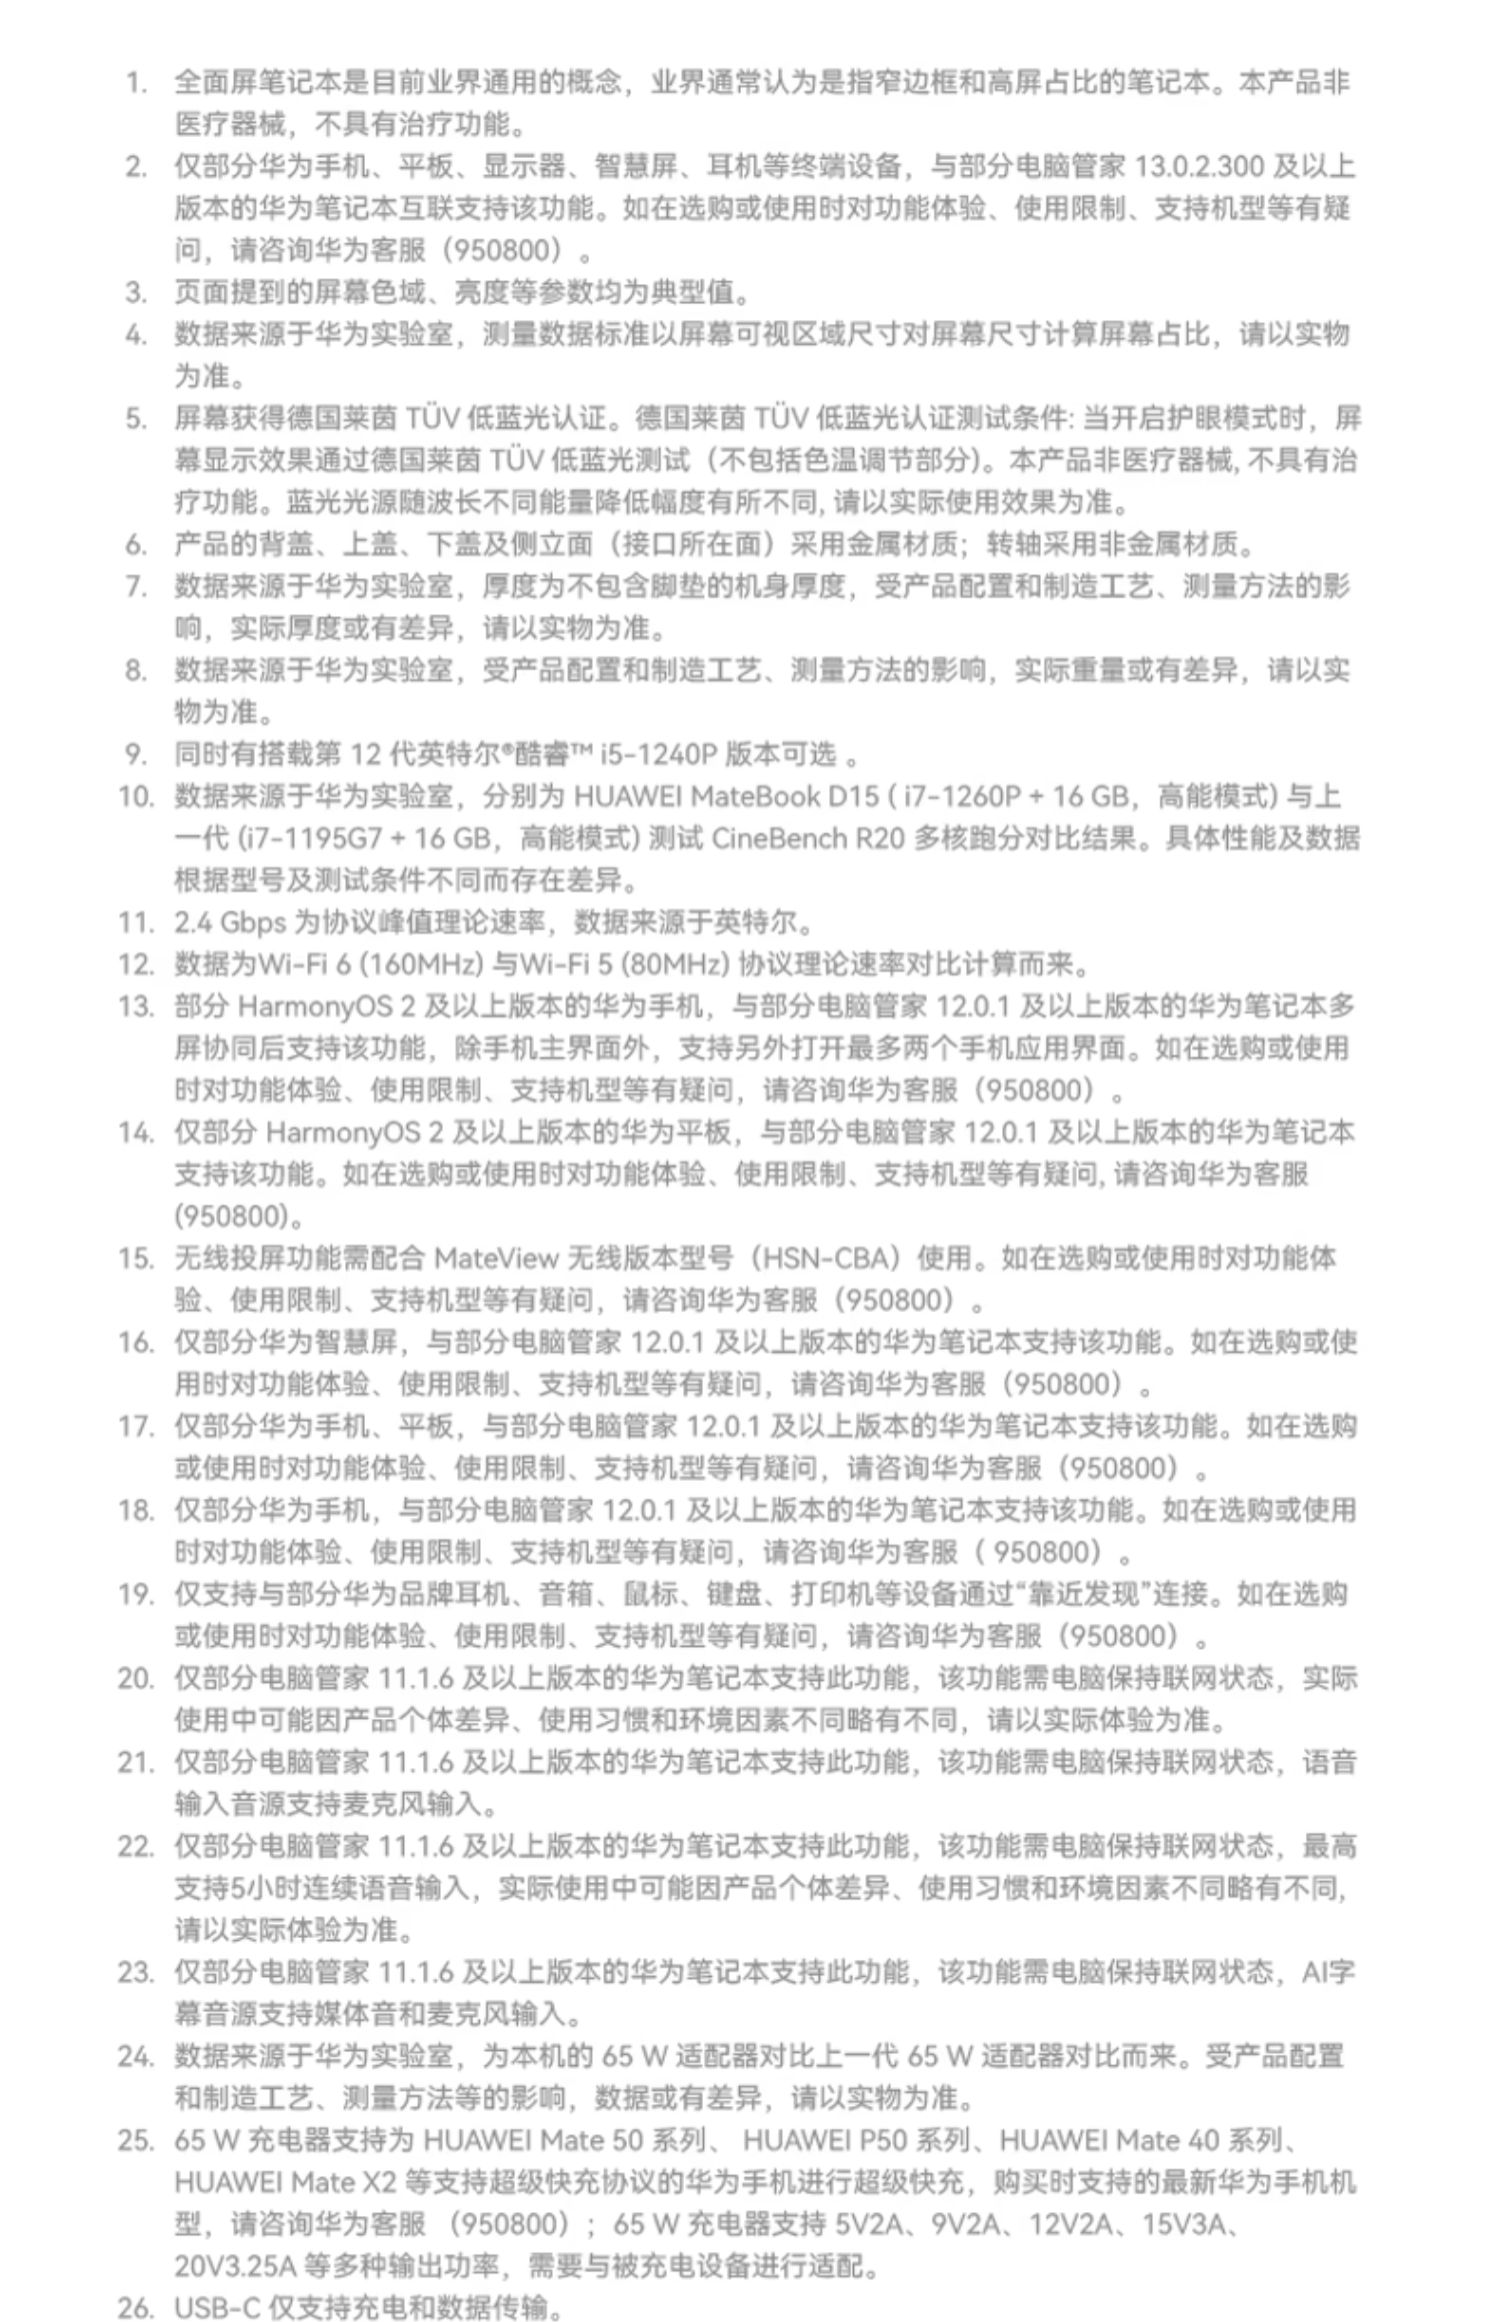 1. 全面屏笔记本是目前业界通用的概念，业界通常认为是指窄边框和高屏占比的笔记本。本产品非
医疗器械，不具有治疗功能。
2. 仅部分华为手机、平板、显示器、智慧屏、耳机等终端设备，与部分电脑管家 13.0.2.300 及以上
版本的华为笔记本互联支持该功能。如在选购或使用时对功能体验、使用限制、支持机型等有疑
问，请咨询华为客服（950800）。
3. 页面提到的屏幕色域、亮度等参数均为典型值。
4. 数据来源于华为实验室，测量数据标准以屏幕可视区域尺寸对屏幕尺寸计算屏幕占比，请以实物
为准。
5. 屏幕获得德国莱茵 TÜV 低蓝光认证。德国莱茵 TÜV 低蓝光认证测试条件: 当开启护眼模式时，屏
幕显示效果通过德国莱茵 TÜV 低蓝光测试（不包括色温调节部分)。本产品非医疗器械, 不具有治
疗功能。蓝光光源随波长不同能量降低幅度有所不同, 请以实际使用效果为准。
6. 产品的背盖、上盖、下盖及侧立面（接口所在面）采用金属材质；转轴采用非金属材质。
7. 数据来源于华为实验室，厚度为不包含脚垫的机身厚度，受产品配置和制造工艺、测量方法的影
响，实际厚度或有差异，请以实物为准。
8. 数据来源于华为实验室，受产品配置和制造工艺、测量方法的影响，实际重量或有差异，请以实
物为准。
9. 同时有搭载第 12 代英特尔®酷睿™ i5-1240P 版本可选 。
10. 数据来源于华为实验室，分别为 HUAWEI MateBook D15 ( i7-1260P + 16 GB，高能模式) 与上
一代 (i7-1195G7 + 16 GB，高能模式) 测试 CineBench R20 多核跑分对比结果。具体性能及数据
根据型号及测试条件不同而存在差异。
11. 2.4 Gbps 为协议峰值理论速率，数据来源于英特尔。
12. 数据为Wi-Fi 6 (160MHz) 与Wi-Fi 5 (80MHz) 协议理论速率对比计算而来。
13. 部分 HarmonyOS 2 及以上版本的华为手机，与部分电脑管家 12.0.1 及以上版本的华为笔记本多
屏协同后支持该功能，除手机主界面外，支持另外打开最多两个手机应用界面。如在选购或使用
时对功能体验、使用限制、支持机型等有疑问，请咨询华为客服（950800）。
14. 仅部分 HarmonyOS 2 及以上版本的华为平板，与部分电脑管家 12.0.1 及以上版本的华为笔记本
支持该功能。如在选购或使用时对功能体验、使用限制、支持机型等有疑问, 请咨询华为客服
(950800)。
15. 无线投屏功能需配合 MateView 无线版本型号（HSN-CBA）使用。如在选购或使用时对功能体
验、使用限制、支持机型等有疑问，请咨询华为客服（950800）。
16. 仅部分华为智慧屏，与部分电脑管家 12.0.1 及以上版本的华为笔记本支持该功能。如在选购或使
用时对功能体验、使用限制、支持机型等有疑问，请咨询华为客服（950800）。
17. 仅部分华为手机、平板，与部分电脑管家 12.0.1 及以上版本的华为笔记本支持该功能。如在选购
或使用时对功能体验、使用限制、支持机型等有疑问，请咨询华为客服（950800）。
18. 仅部分华为手机，与部分电脑管家 12.0.1 及以上版本的华为笔记本支持该功能。如在选购或使用
时对功能体验、使用限制、支持机型等有疑问，请咨询华为客服（ 950800）。
19. 仅支持与部分华为品牌耳机、音箱、鼠标、键盘、打印机等设备通过“靠近发现”连接。如在选购
或使用时对功能体验、使用限制、支持机型等有疑问，请咨询华为客服（950800）。
20. 仅部分电脑管家 11.1.6 及以上版本的华为笔记本支持此功能，该功能需电脑保持联网状态，实际
使用中可能因产品个体差异、使用习惯和环境因素不同略有不同，请以实际体验为准。
21. 仅部分电脑管家 11.1.6 及以上版本的华为笔记本支持此功能，该功能需电脑保持联网状态，语音
输入音源支持麦克风输入。
22. 仅部分电脑管家 11.1.6 及以上版本的华为笔记本支持此功能，该功能需电脑保持联网状态，最高
支持5小时连续语音输入，实际使用中可能因产品个体差异、使用习惯和环境因素不同略有不同，
请以实际体验为准。
23. 仅部分电脑管家 11.1.6 及以上版本的华为笔记本支持此功能，该功能需电脑保持联网状态，AI字
幕音源支持媒体音和麦克风输入。
24. 数据来源于华为实验室，为本机的 65 W 适配器对比上一代 65 W 适配器对比而来。受产品配置
和制造工艺、测量方法等的影响，数据或有差异，请以实物为准。
25. 65 W 充电器支持为 HUAWEI Mate 50 系列、 HUAWEI P50 系列、HUAWEI Mate 40 系列、
HUAWEI Mate X2 等支持超级快充协议的华为手机进行超级快充，购买时支持的最新华为手机机
型，请咨询华为客服 （950800）；65 W 充电器支持 5V2A、9V2A、12V2A、15V3A、
20V3.25A 等多种输出功率，需要与被充电设备进行适配。
26. USB-C 仅支持充电和数据传输。